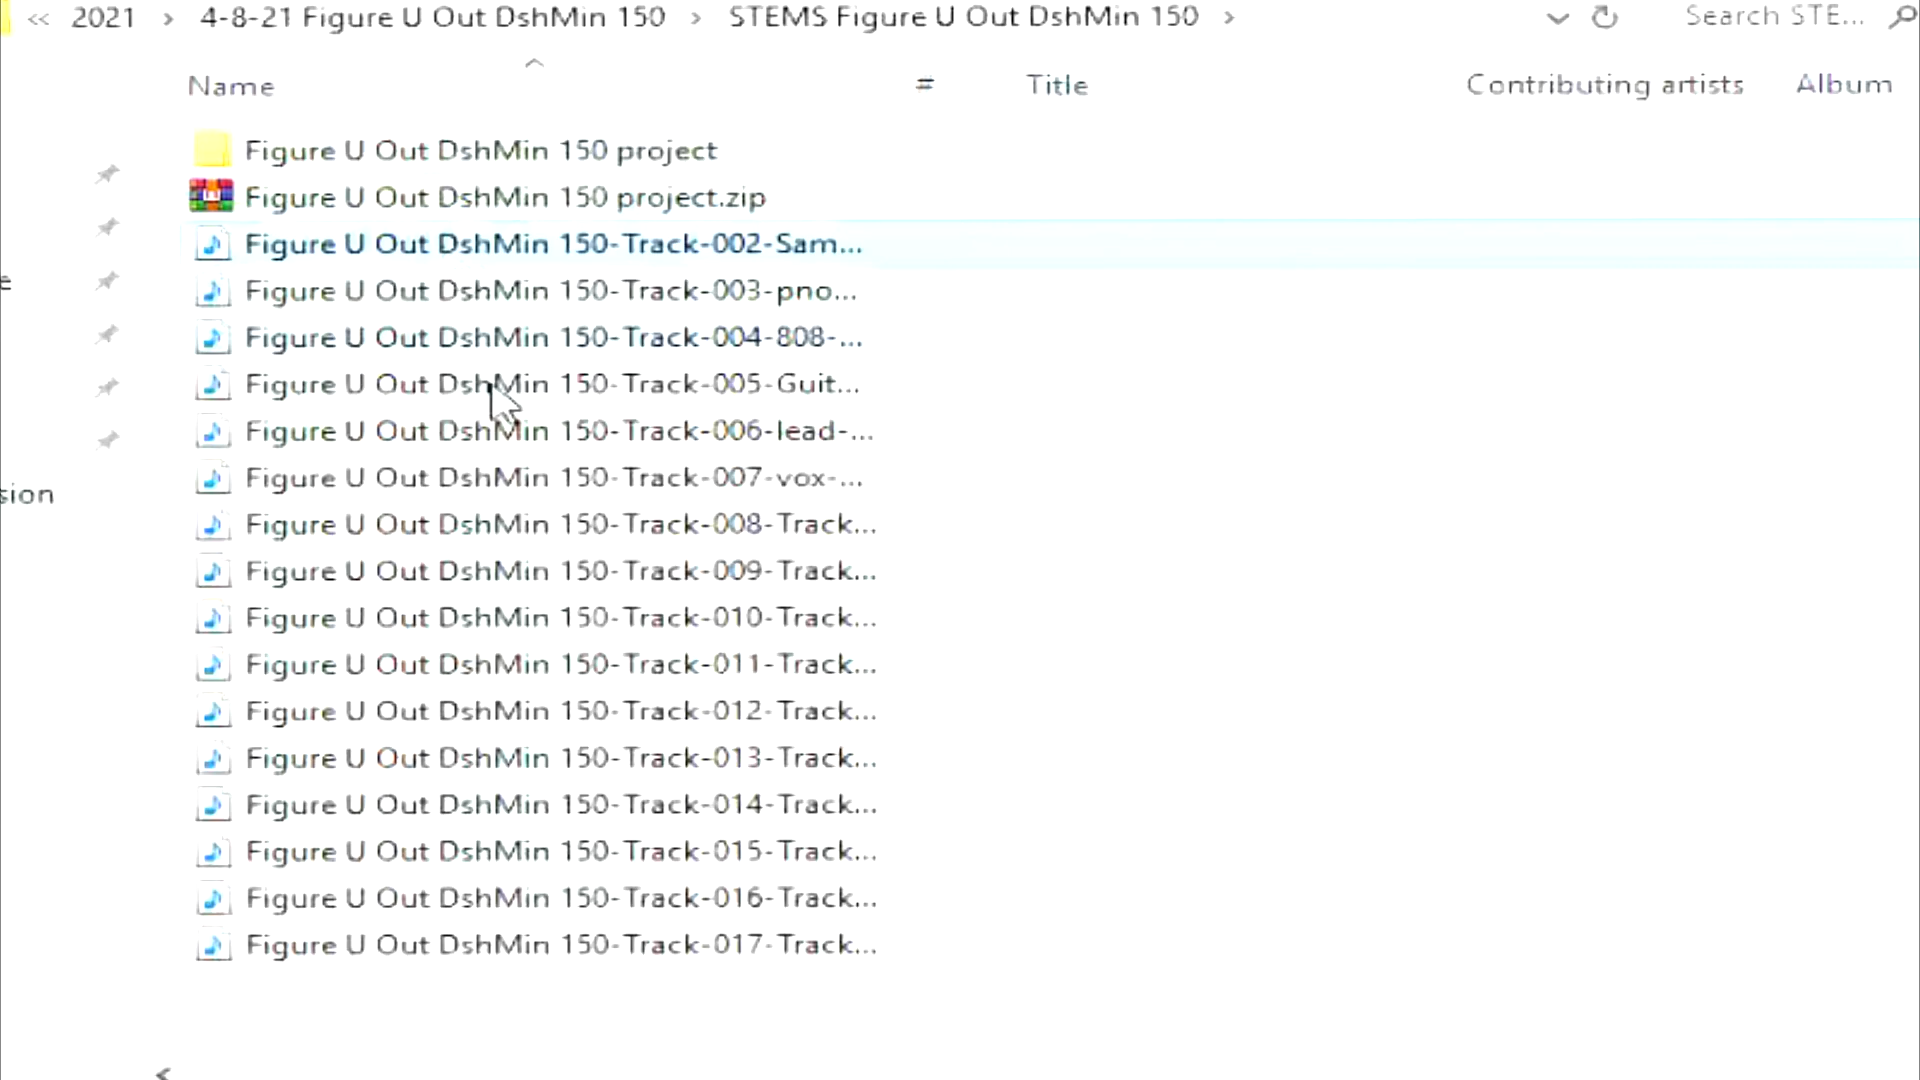 « 2021 > 4-8-21 Figure U Out DshMin 150 > STEMS Figure U Out DshMin 150 > Search STE...
Name # Title Contributing artists Album
Figure U Out DshMin 150 project
Figure U Out DshMin 150 project.zip
Figure U Out DshMin 150-Track-002-Sam...
Figure U Out DshMin 150-Track-003-pno...
Figure U Out DshMin 150-Track-004-808-...
e
Figure U Out DshMin 150-Track-005-Guit...
Figure U Out DshMin 150-Track-006-lead-...
Figure U Out DshMin 150-Track-007-vox-...
sion
Figure U Out DshMin 150-Track-008-Track...
Figure U Out DshMin 150-Track-009-Track...
Figure U Out DshMin 150-Track-010-Track...
Figure U Out DshMin 150-Track-011-Track...
Figure U Out DshMin 150-Track-012-Track...
Figure U Out DshMin 150-Track-013-Track...
Figure U Out DshMin 150-Track-014-Track...
Figure U Out DshMin 150-Track-015-Track...
Figure U Out DshMin 150-Track-016-Track...
Figure U Out DshMin 150-Track-017-Track...